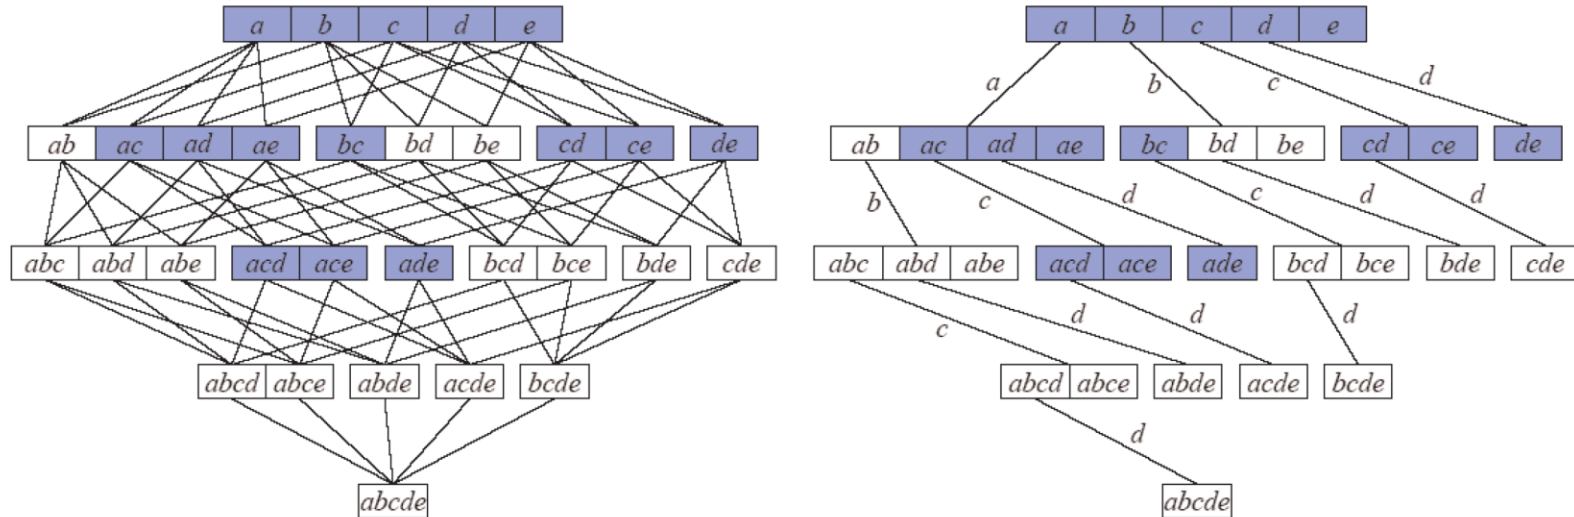 a b c d e a b c d e
a b c d
ab ac ad ae bc bd be cd ce de ab ac ad ae bc bd be cd ce de
b c d c d d
abc abd abe acd ace ade bcd bce bde cde abc abd abe acd ace ade bcd bce bde cde
c d d d
abcd abce abde acde bcde abcd abce abde acde bcde
d
abcde abcde